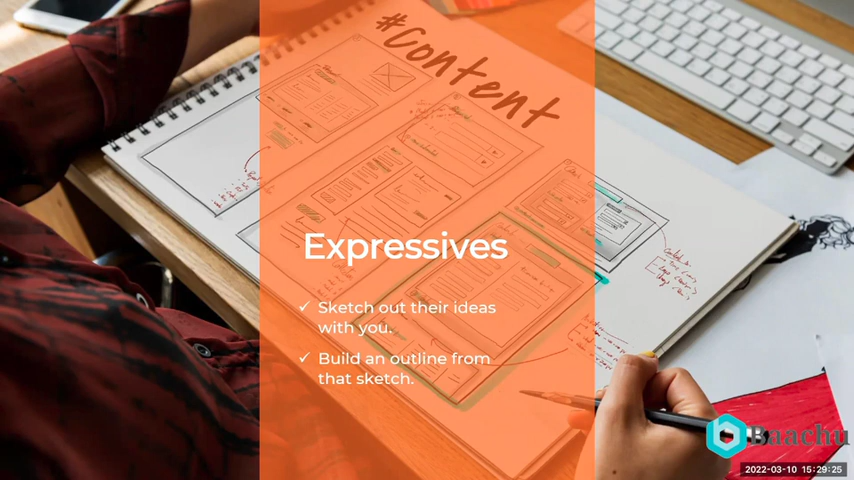 #Content
Expressives
✓ Sketch out their ideas
with you.
✓ Build an outline from
that sketch.
Baachu
2022-03-10 15:29:25